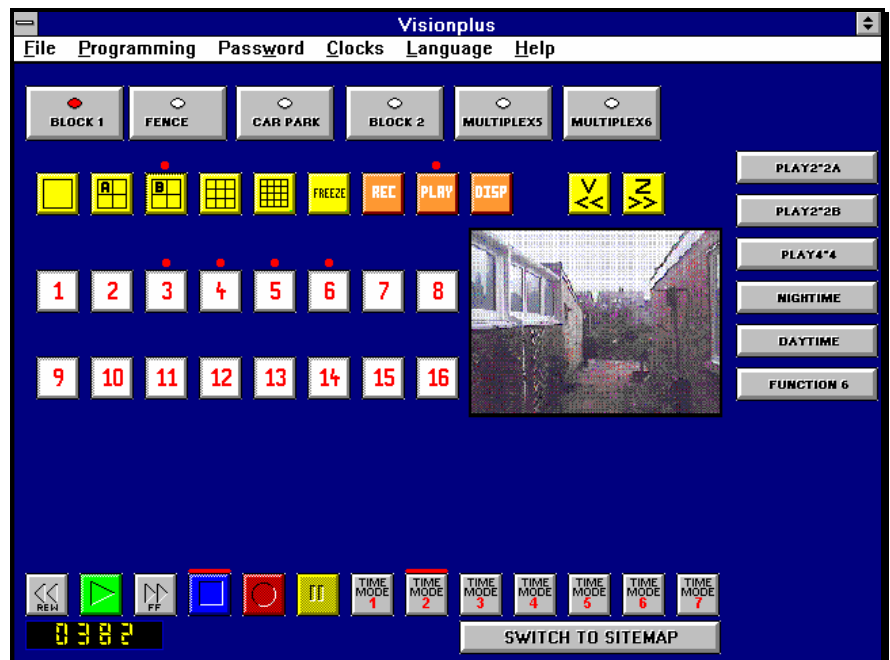 Visionplus
File Programming Password Clocks Language Help
BLOCK 1 FENCE CAR PARK BLOCK 2 MULTIPLEX5 MULTIPLEX6
A B FREEZE REC PLAY DISP V << Z >>
PLAY2*2A
PLAY2*2B
PLAY4*4
NIGHTIME
DAYTIME
FUNCTION 6
1 2 3 4 5 6 7 8
9 10 11 12 13 14 15 16
REW FF TIME MODE 1 TIME MODE 2 TIME MODE 3 TIME MODE 4 TIME MODE 5 TIME MODE 6 TIME MODE 7
0382 SWITCH TO SITEMAP